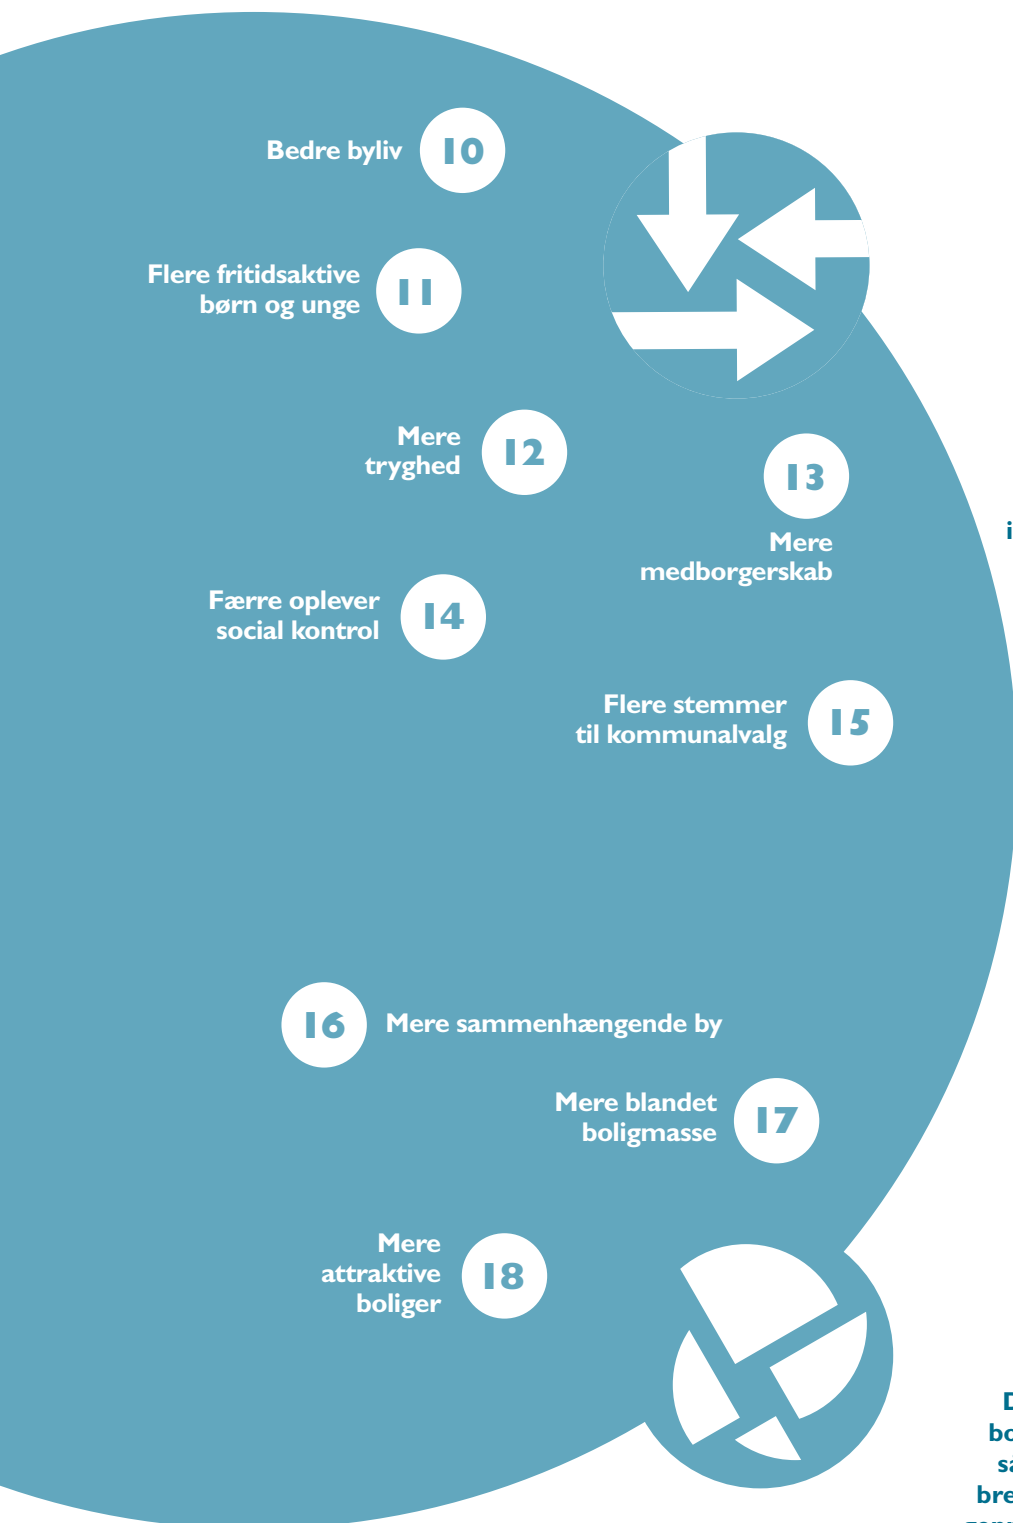 Bedre byliv
10
Flere fritidsaktive
børn og unge
11
Mere
tryghed
12
13
Mere
medborgerskab
Færre oplever
social kontrol
14
Flere stemmer
til kommunalvalg
15
16
Mere sammenhængende by
Mere blandet
boligmasse
17
Mere
attraktive
boliger
18